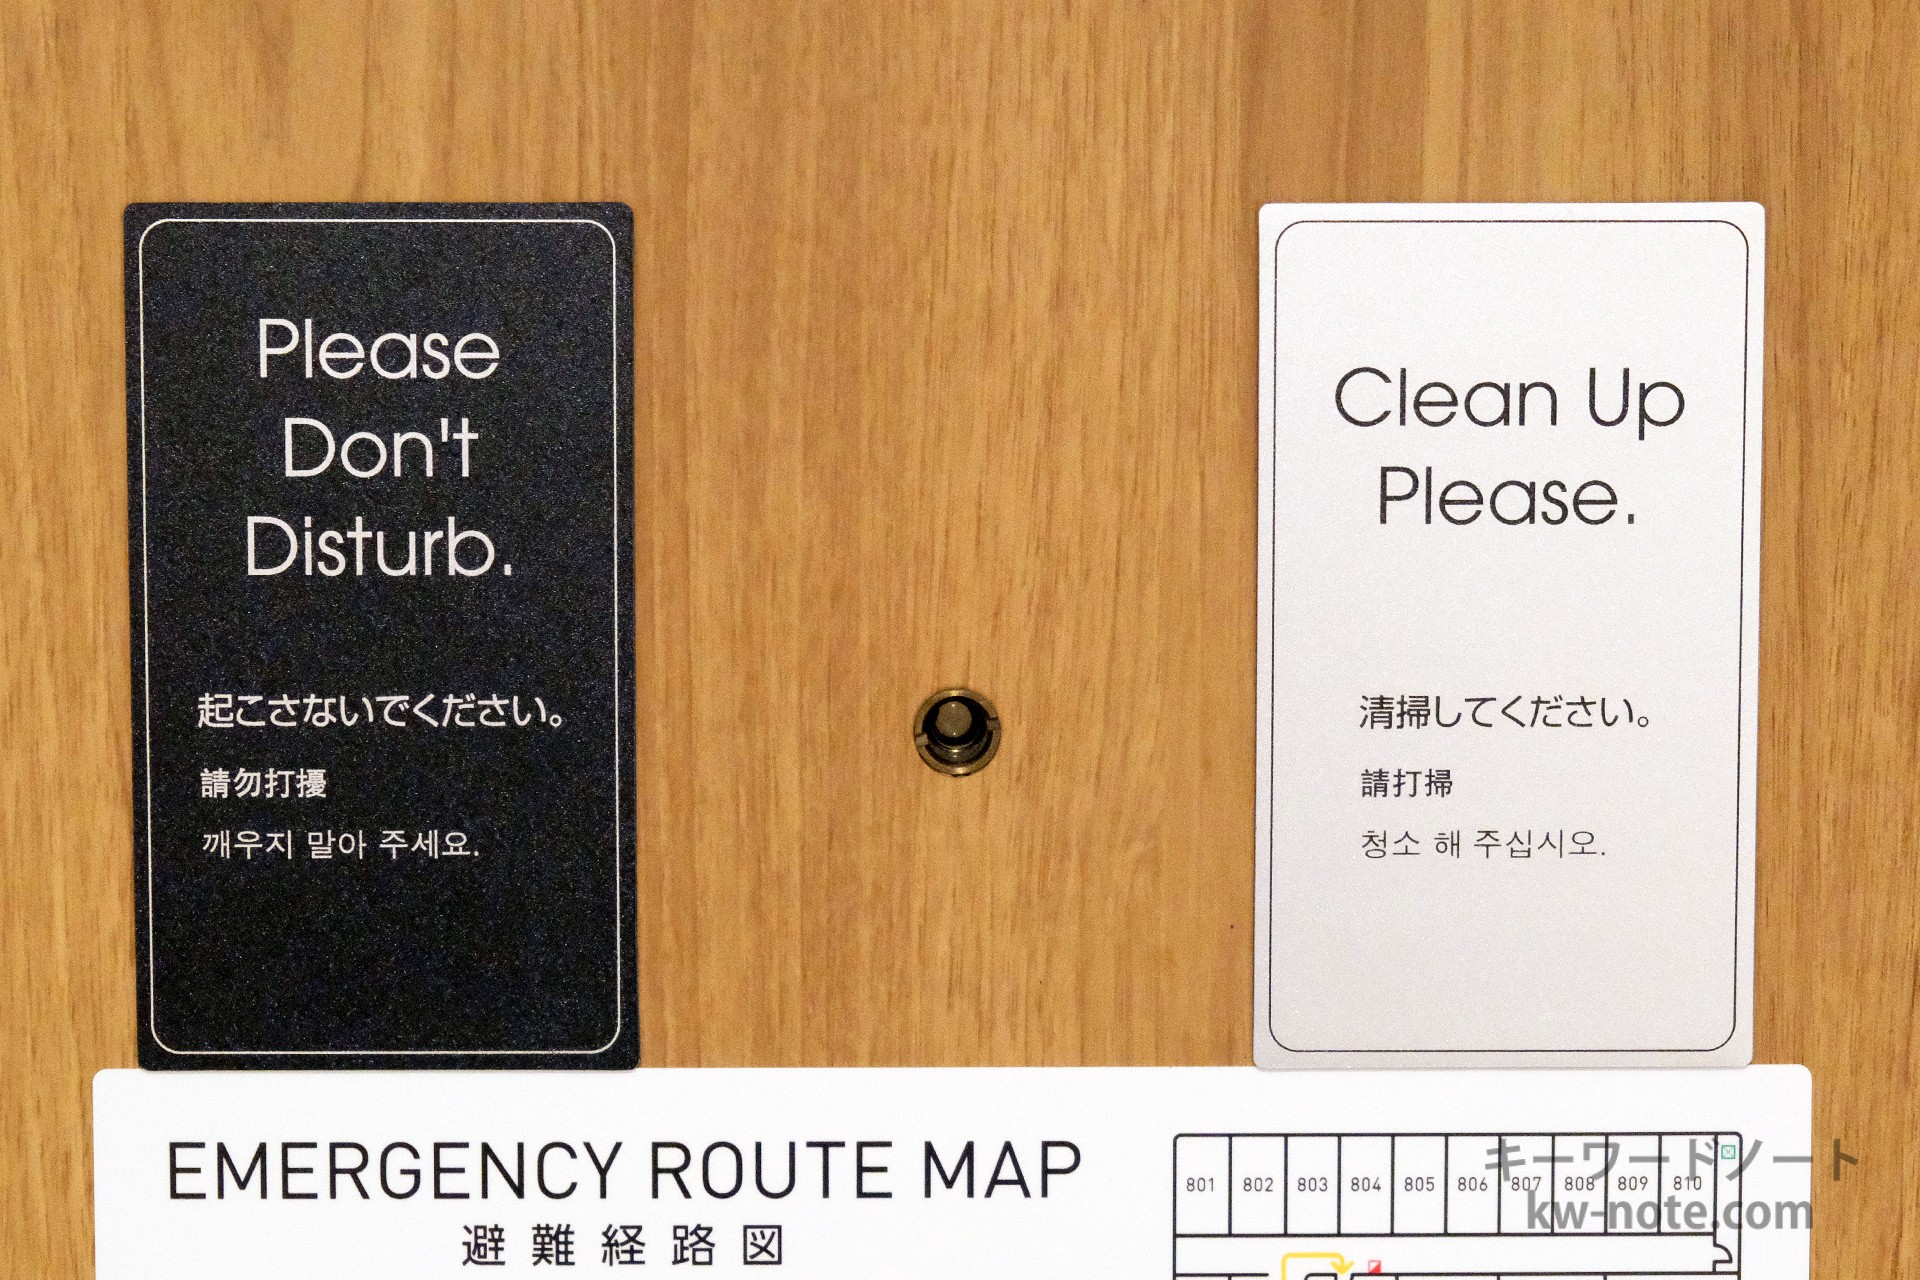 Please
Don't
Disturb.
起こさないでください。
請勿打擾
깨우지 말아 주세요.
Clean Up
Please.
清掃してください。
請打掃
청소 해 주십시오.
EMERGENCY ROUTE MAP
避難経路図
801 802 803 804 805 806 807 808 809 810
キーワードノート
kw-note.com